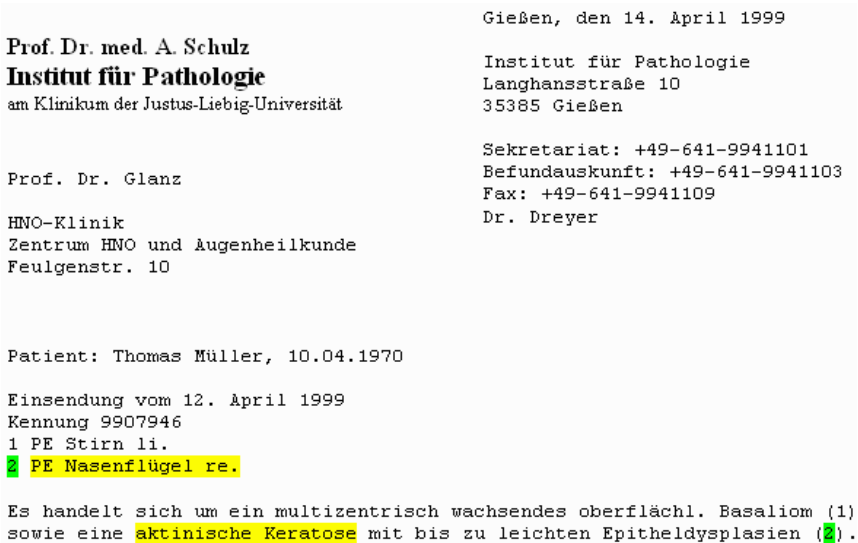 Prof. Dr. med. A. Schulz
Institut für Pathologie
am Klinikum der Justus-Liebig-Universität
Gießen, den 14. April 1999
Institut für Pathologie
Langhansstraße 10
35385 Gießen
Sekretariat: +49-641-9941101
Befundauskunft: +49-641-9941103
Fax: +49-641-9941109
Dr. Dreyer
Prof. Dr. Glanz
HNO-Klinik
Zentrum HNO und Augenheilkunde
Feulgenstr. 10
Patient: Thomas Müller, 10.04.1970
Einsendung vom 12. April 1999
Kennung 9907946
1 PE Stirn li.
2 PE Nasenflügel re.
Es handelt sich um ein multizentrisch wachsendes oberflächl. Basaliom (1)
sowie eine aktinische Keratose mit bis zu leichten Epitheldysplasien (2).